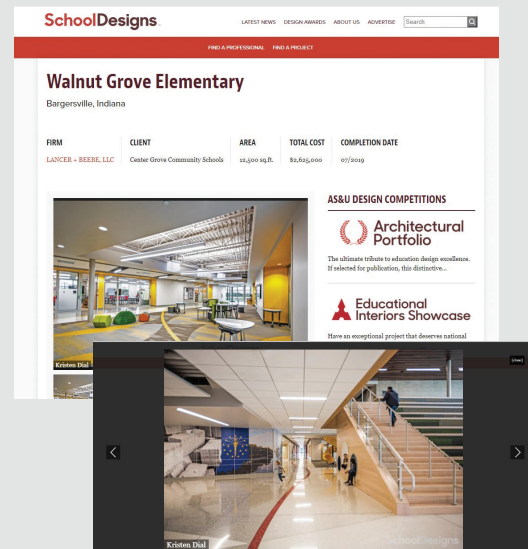 SchoolDesigns
LATEST NEWS DESIGN AWARDS ABOUT US ADVERTISE Search
FIND A PROFESSIONAL FIND A PROJECT
Walnut Grove Elementary
Bargersville, Indiana
FIRM CLIENT AREA TOTAL COST COMPLETION DATE
LANCER + BEEBE, LLC Center Grove Community Schools 12,500 sq.ft. $2,625,000 07/2019
AS&U DESIGN COMPETITIONS
Architectural
Portfolio
The ultimate tribute to education design excellence.
If selected for publication, this distinctive...
Educational
Interiors Showcase
Have an exceptional project that deserves national
Kristen Dial
[close]
Kristen Dial
SchoolDesigns